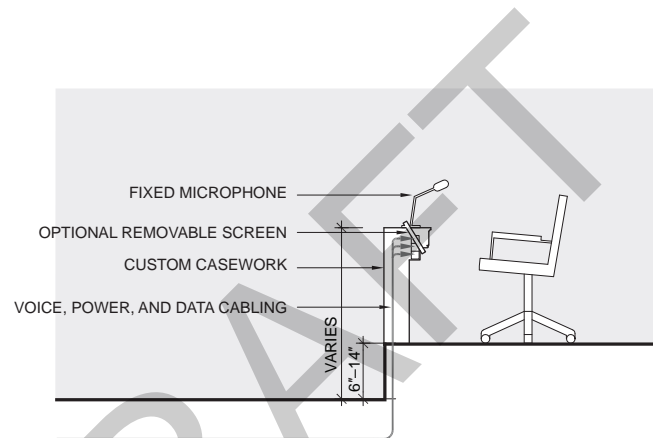 FIXED MICROPHONE
OPTIONAL REMOVABLE SCREEN
CUSTOM CASEWORK
VOICE, POWER, AND DATA CABLING
VARIES
6"–14"
DRAFT